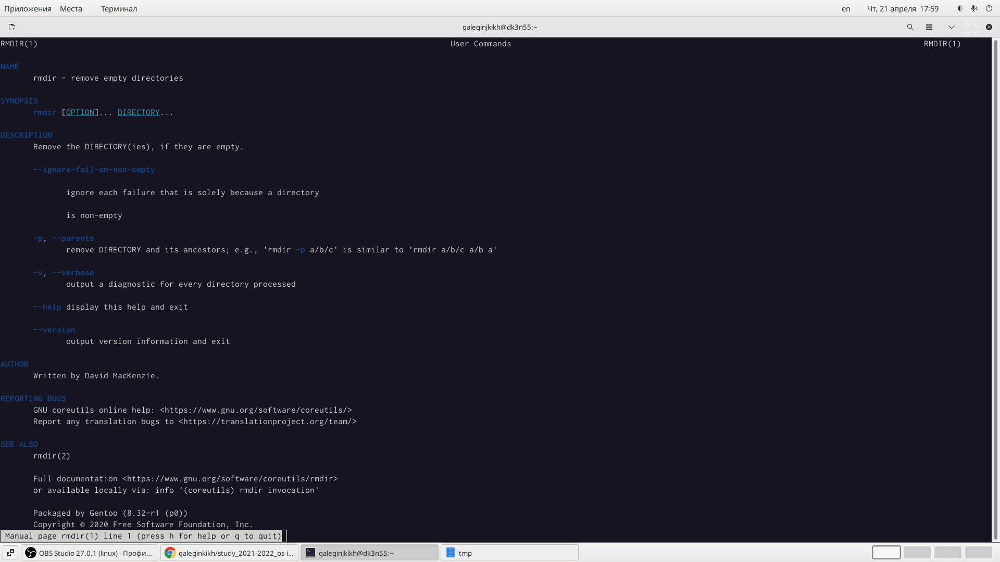 Приложения Места Терминал en Чт, 21 апреля 17:59
galeginjkikh@dk3n55:~
RMDIR(1) User Commands RMDIR(1)
NAME
rmdir - remove empty directories
SYNOPSIS
rmdir [OPTION]... DIRECTORY...
DESCRIPTION
Remove the DIRECTORY(ies), if they are empty.
--ignore-fail-on-non-empty
ignore each failure that is solely because a directory
is non-empty
-p, --parents
remove DIRECTORY and its ancestors; e.g., 'rmdir -p a/b/c' is similar to 'rmdir a/b/c a/b a'
-v, --verbose
output a diagnostic for every directory processed
--help display this help and exit
--version
output version information and exit
AUTHOR
Written by David MacKenzie.
REPORTING BUGS
GNU coreutils online help: <https://www.gnu.org/software/coreutils/>
Report any translation bugs to <https://translationproject.org/team/>
SEE ALSO
rmdir(2)
Full documentation <https://www.gnu.org/software/coreutils/rmdir>
or available locally via: info '(coreutils) rmdir invocation'
Packaged by Gentoo (8.32-r1 (p0))
Copyright © 2020 Free Software Foundation, Inc.
Manual page rmdir(1) line 1 (press h for help or q to quit)
OBS Studio 27.0.1 (linux) - Профи... galeginkikh/study_2021-2022_os-i... galeginjkikh@dk3n55:~ tmp